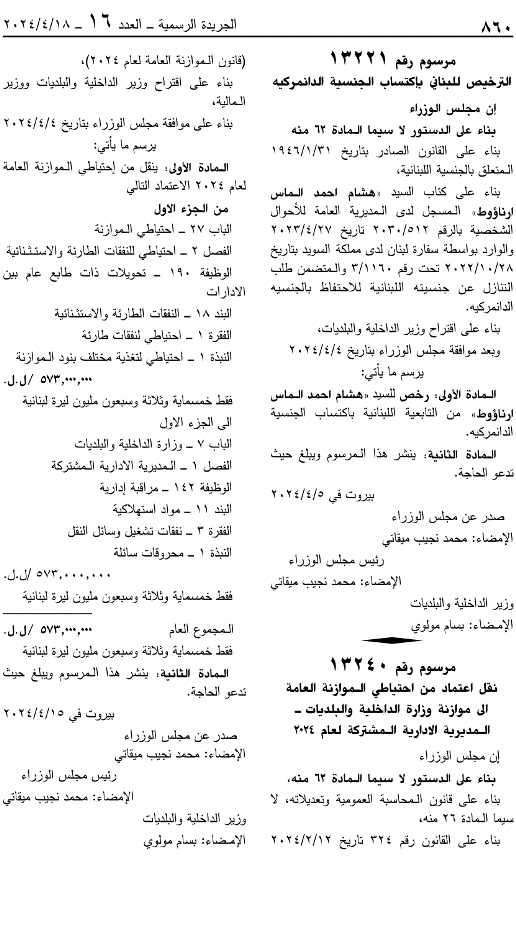 ٨٦٠
الجريدة الرسمية ــ العدد ١٦ ــ ٢٠٢٤/٤/١٨
مرسوم رقم ١٣٢٢١
الترخيص للبناني بإكتساب الجنسية الدانمركيه
إن مجلس الوزراء
بناء على الدستور لا سيما المادة ٦٢ منه
بناء على القانون الصادر بتاريخ ١٩٤٦/١/٣١
المتعلق بالجنسية اللبنانية،
بناء على كتاب السيد «هشام احمد الماس
ارناؤوط» المسجل لدى المديرية العامة للأحوال
الشخصية بالرقم ٢٠٣٠/٥١٢ تاريخ ٢٠٢٣/٤/٢٧
والوارد بواسطة سفارة لبنان لدى مملكة السويد بتاريخ
٢٠٢٢/١٠/٢٨ تحت رقم ٣/١١٦٠ والمتضمن طلب
التنازل عن جنسيته اللبنانية للاحتفاظ بالجنسيه
الدانمركيه.
بناء على اقتراح وزير الداخلية والبلديات،
وبعد موافقة مجلس الوزراء بتاريخ ٢٠٢٤/٤/٤
يرسم ما يأتي:
المادة الأولى: رخص للسيد «هشام احمد الماس
ارناؤوط» من التابعية اللبنانية باكتساب الجنسية
الدانمركيه.
المادة الثانية: ينشر هذا المرسوم ويبلغ حيث
تدعو الحاجة.
بيروت في ٢٠٢٤/٤/٥
صدر عن مجلس الوزراء
الإمضاء: محمد نجيب ميقاتي
رئيس مجلس الوزراء
الإمضاء: محمد نجيب ميقاتي
وزير الداخلية والبلديات
الإمضاء: بسام مولوي
مرسوم رقم ١٣٢٤٠
نقل اعتماد من احتياطي الموازنة العامة
الى موازنة وزارة الداخلية والبلديات ــ
المديرية الادارية المشتركة لعام ٢٠٢٤
إن مجلس الوزراء
بناء على الدستور لا سيما المادة ٦٢ منه،
بناء على قانون المحاسبة العمومية وتعديلاته، لا
سيما المادة ٢٦ منه،
بناء على القانون رقم ٣٢٤ تاريخ ٢٠٢٤/٢/١٢
(قانون الموازنة العامة لعام ٢٠٢٤)،
بناء على اقتراح وزير الداخلية والبلديات ووزير
المالية،
بناء على موافقة مجلس الوزراء بتاريخ ٢٠٢٤/٤/٤
يرسم ما يأتي:
المادة الأولى: ينقل من إحتياطي الموازنة العامة
لعام ٢٠٢٤ الاعتماد التالي
من الجزء الاول
الباب ٢٧ ــ احتياطي الموازنة
الفصل ٢ ــ احتياطي للنفقات الطارئة والاستثنائية
الوظيفة ١٩٠ ــ تحويلات ذات طابع عام بين
الادارات
البند ١٨ ــ النفقات الطارئة والاستثنائية
الفقرة ١ ــ احتياطي لنفقات طارئة
النبذة ١ ــ احتياطي لتغذية مختلف بنود الموازنة
٥٧٣,٠٠٠,٠٠٠ /ل.ل.
فقط خمسماية وثلاثة وسبعون مليون ليرة لبنانية
الى الجزء الاول
الباب ٧ ــ وزارة الداخلية والبلديات
الفصل ١ ــ المديرية الادارية المشتركة
الوظيفة ١٤٢ ــ مراقبة إدارية
البند ١١ ــ مواد استهلاكية
الفقرة ٣ ــ نفقات تشغيل وسائل النقل
النبذة ١ ــ محروقات سائلة
٥٧٣,٠٠٠,٠٠٠ /ل.ل.
فقط خمسماية وثلاثة وسبعون مليون ليرة لبنانية
المجموع العام ٥٧٣,٠٠٠,٠٠٠ /ل.ل.
فقط خمسماية وثلاثة وسبعون مليون ليرة لبنانية
المادة الثانية: ينشر هذا المرسوم ويبلغ حيث
تدعو الحاجة.
بيروت في ٢٠٢٤/٤/١٥
صدر عن مجلس الوزراء
الإمضاء: محمد نجيب ميقاتي
رئيس مجلس الوزراء
الإمضاء: محمد نجيب ميقاتي
وزير الداخلية والبلديات
الإمضاء: بسام مولوي